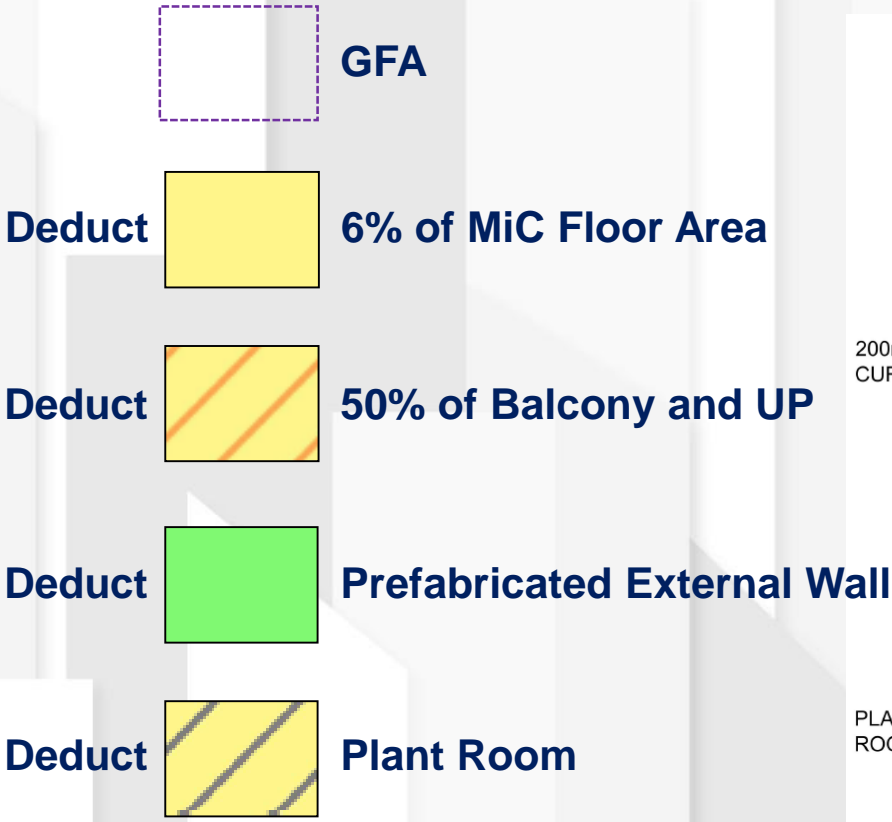 GFA
Deduct 6% of MiC Floor Area
Deduct 50% of Balcony and UP
Deduct Prefabricated External Wall
Deduct Plant Room